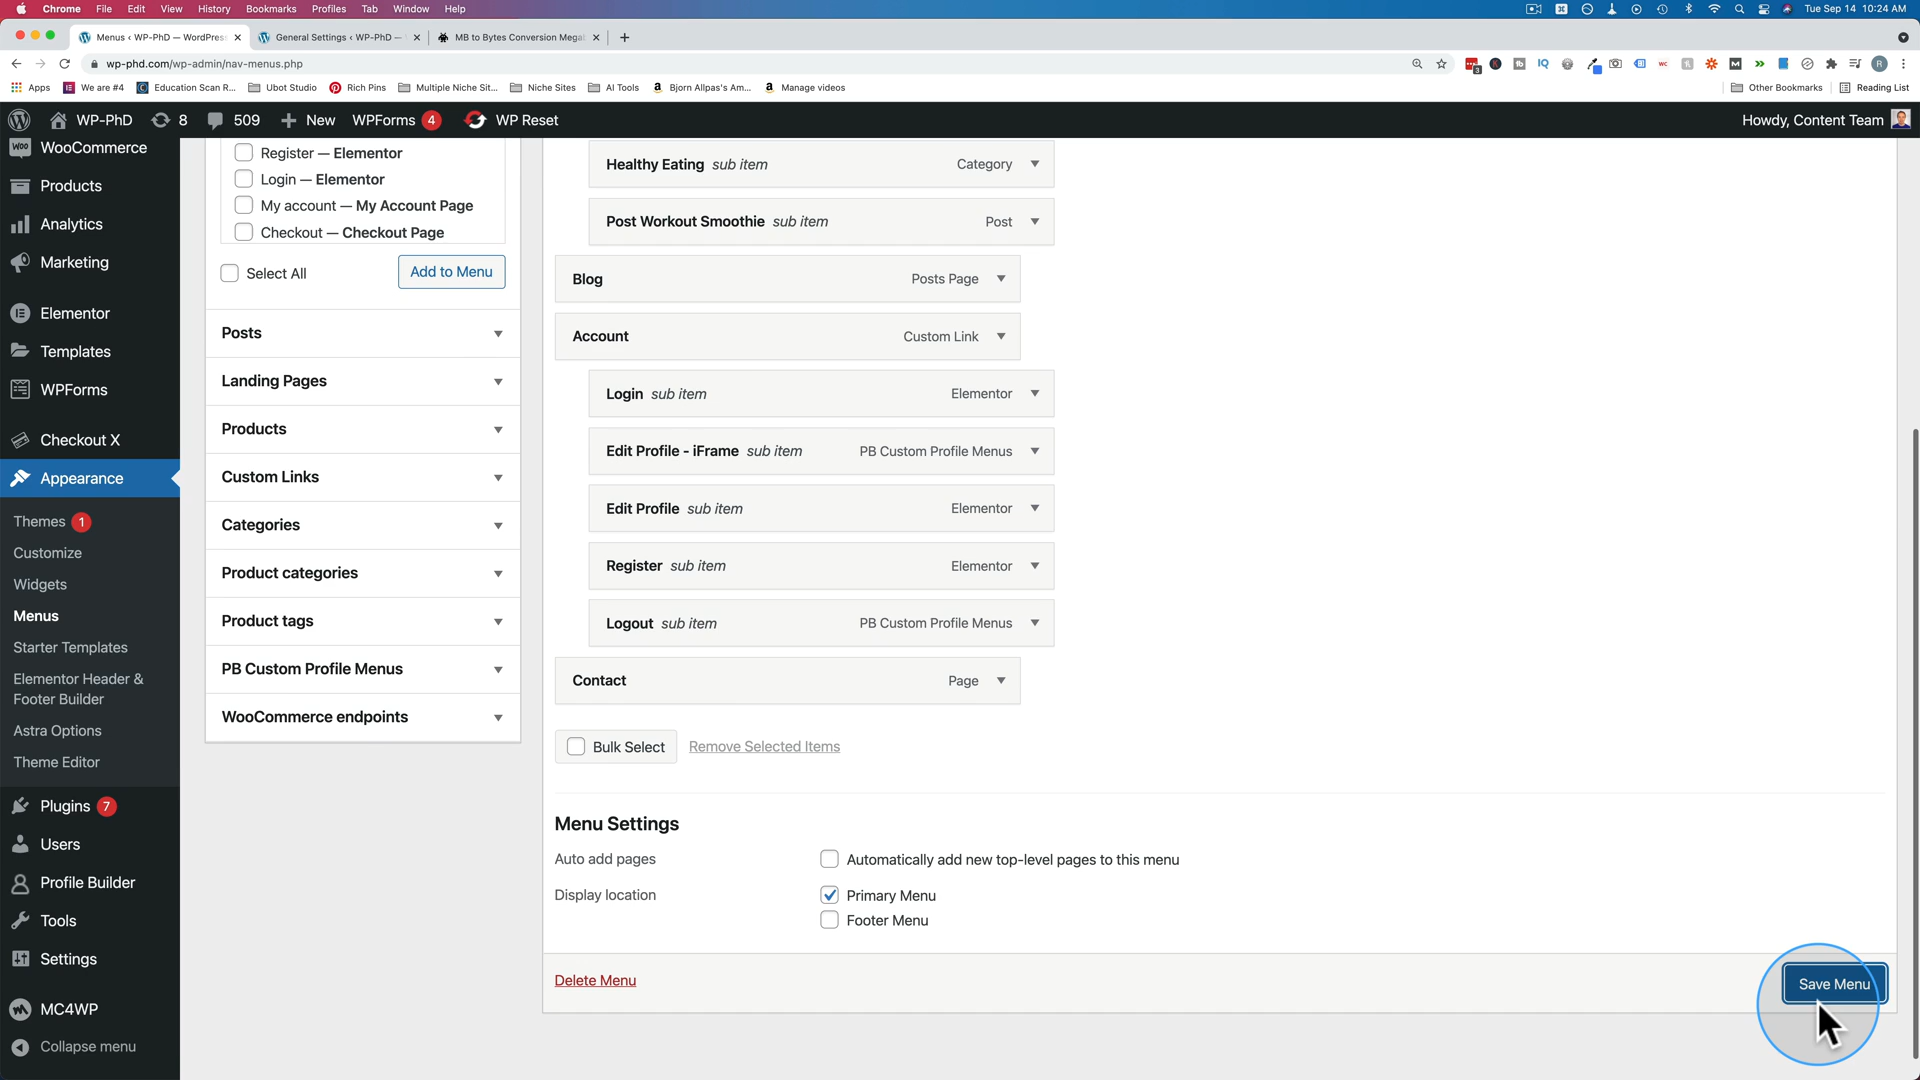 Chrome File Edit View History Bookmarks Profiles Tab Window Help Tue Sep 14 10:24 AM
Menus ‹ WP-PhD — WordPres × General Settings ‹ WP-PhD — × MB to Bytes Conversion Mega ×
wp-phd.com/wp-admin/nav-menus.php
Apps We are #4 Education Scan R... Ubot Studio Rich Pins Multiple Niche Sit... Niche Sites AI Tools Bjorn Allpas's Am... Manage videos Other Bookmarks Reading List
WP-PhD 8 509 New WPForms 4 WP Reset Howdy, Content Team
WooCommerce
Products
Analytics
Marketing
Elementor
Templates
WPForms
Checkout X
Appearance
Themes 1
Customize
Widgets
Menus
Starter Templates
Elementor Header &
Footer Builder
Astra Options
Theme Editor
Plugins 7
Users
Profile Builder
Tools
Settings
MC4WP
Collapse menu
Register — Elementor
Login — Elementor
My account — My Account Page
Checkout — Checkout Page
Select All Add to Menu
Posts
Landing Pages
Products
Custom Links
Categories
Product categories
Product tags
PB Custom Profile Menus
WooCommerce endpoints
Healthy Eating sub item Category
Post Workout Smoothie sub item Post
Blog Posts Page
Account Custom Link
Login sub item Elementor
Edit Profile - iFrame sub item PB Custom Profile Menus
Edit Profile sub item Elementor
Register sub item Elementor
Logout sub item PB Custom Profile Menus
Contact Page
Bulk Select Remove Selected Items
Menu Settings
Auto add pages Automatically add new top-level pages to this menu
Display location Primary Menu
Footer Menu
Delete Menu Save Menu